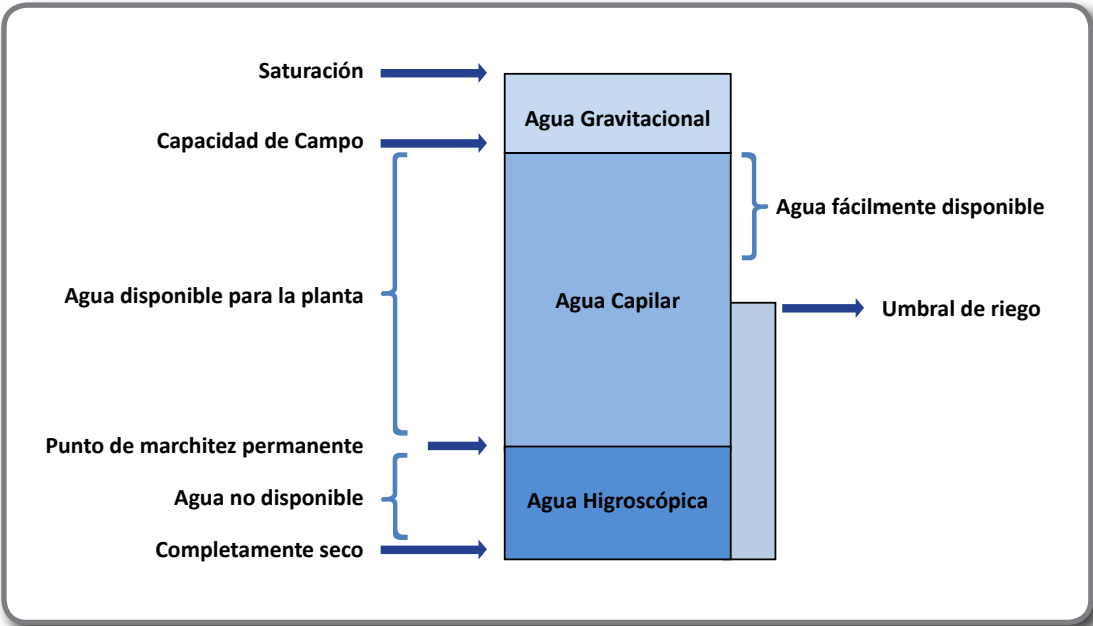 Saturación
Agua Gravitacional
Capacidad de Campo
Agua fácilmente disponible
Agua disponible para la planta
Agua Capilar
Umbral de riego
Punto de marchitez permanente
Agua no disponible
Agua Higroscópica
Completamente seco